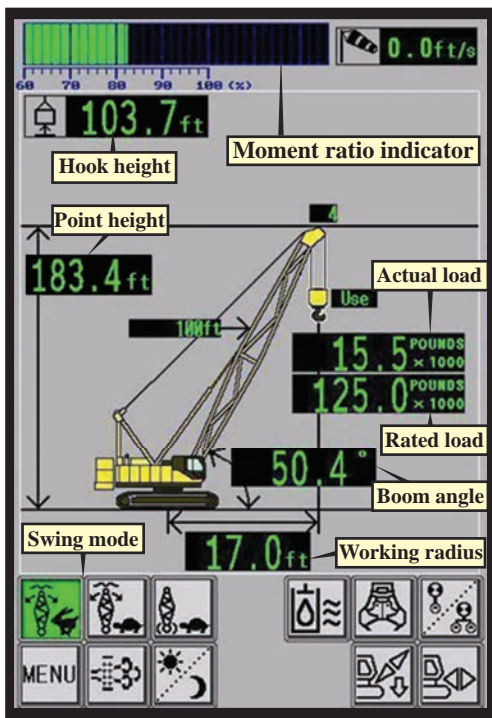 0.0ft/s
60 70 80 90 100 (%)
103.7ft
Hook height
Moment ratio indicator
Point height
4
183.4ft
Actual load
Use
100ft
15.5 POUNDS × 1000
125.0 POUNDS × 1000
Rated load
50.4°
Boom angle
Swing mode
17.0ft
Working radius
MENU